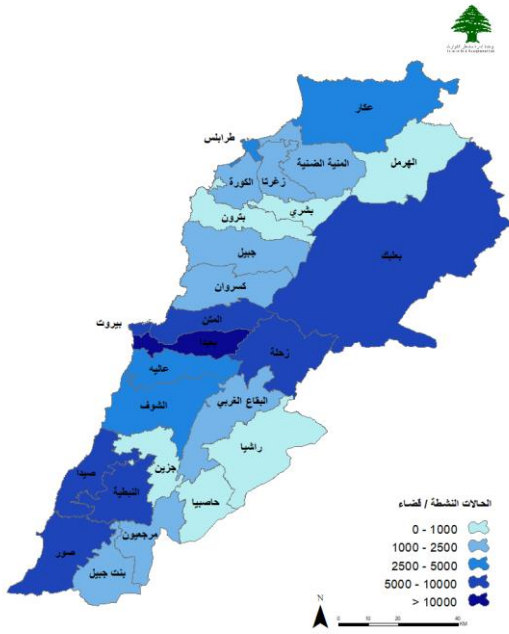 عكار
طرابلس
المنية الضنية
الهرمل
زغرتا
الكورة
بشري
بترون
بعلبك
جبيل
كسروان
المتن
بيروت
بعبدا
زحلة
عاليه
الشوف
البقاع الغربي
راشيا
جزين
صيدا
النبطية
حاصبيا
مرجعيون
صور
بنت جبيل
الحالات النشطة / قضاء
0 - 1000
1000 - 2500
2500 - 5000
5000 - 10000
> 10000
N
0